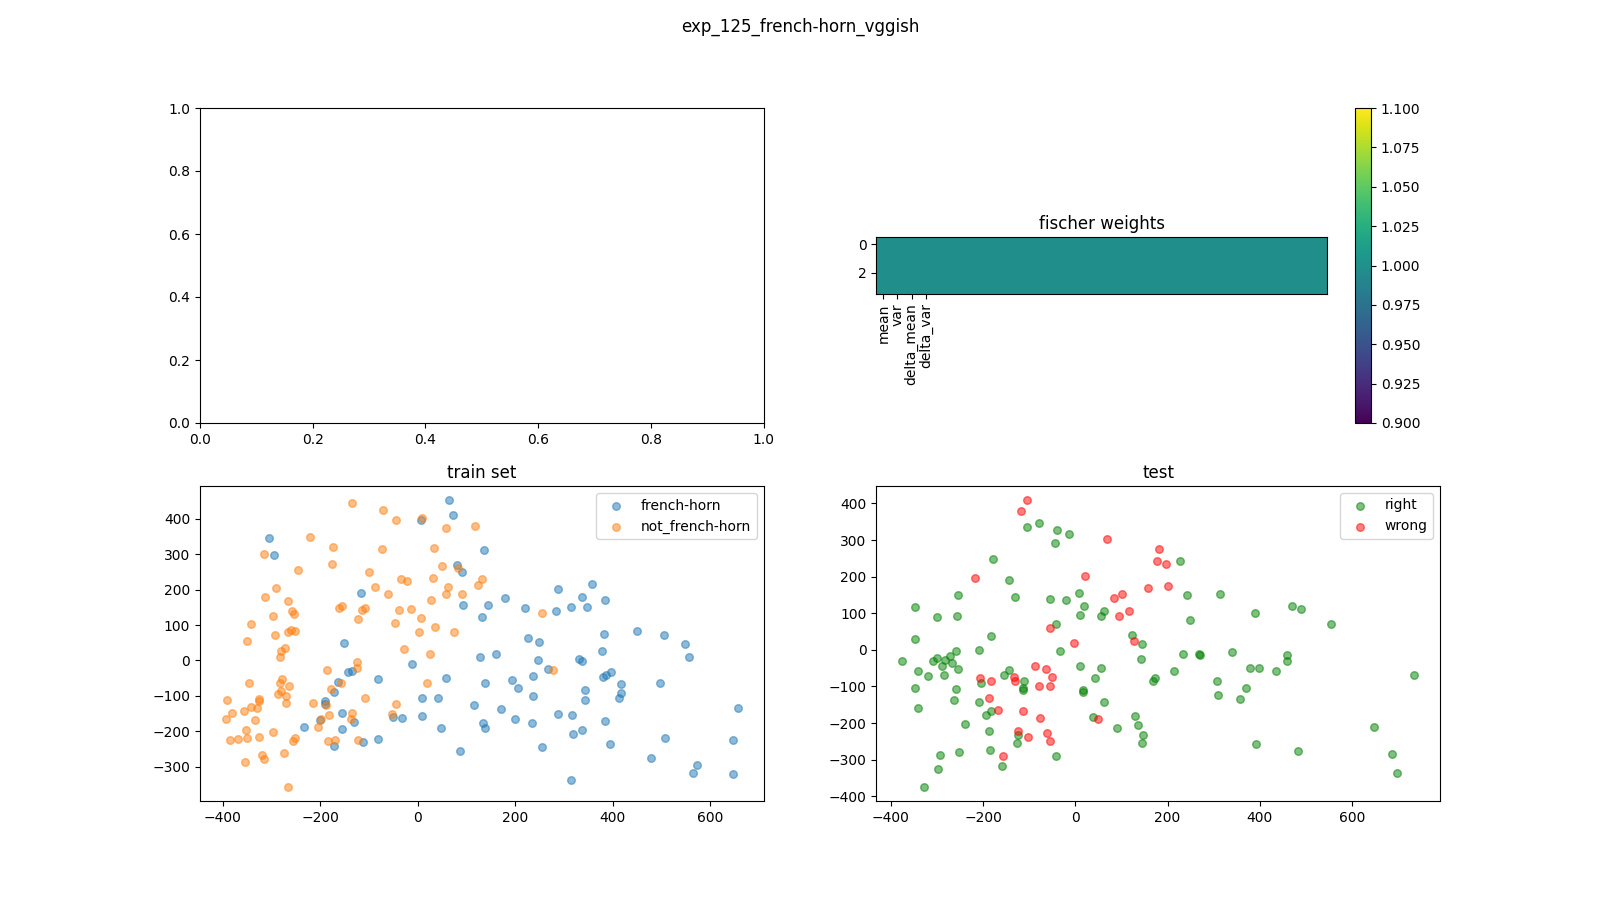 exp_125_french-horn_vggish
1.0
0.8
0.6
0.4
0.2
0.0
0.0 0.2 0.4 0.6 0.8 1.0
fischer weights
0
2
mean
var
delta_mean
delta_var
1.100
1.075
1.050
1.025
1.000
0.975
0.950
0.925
0.900
train set
french-horn
not_french-horn
400
300
200
100
0
−100
−200
−300
−400 −200 0 200 400 600
test
right
wrong
400
300
200
100
0
−100
−200
−300
−400
−400 −200 0 200 400 600